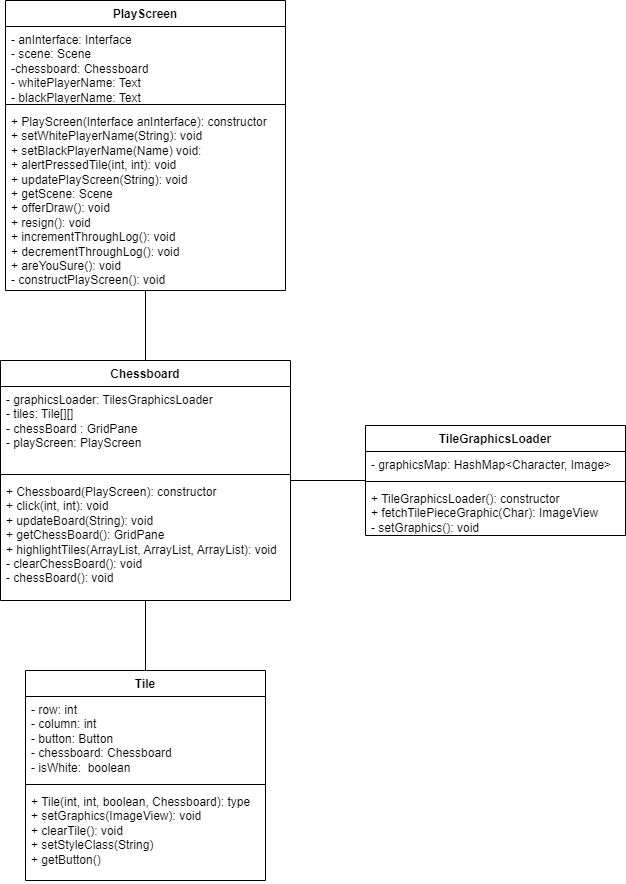 PlayScreen
- anInterface: Interface
- scene: Scene
-chessboard: Chessboard
- whitePlayerName: Text
- blackPlayerName: Text
+ PlayScreen(Interface anInterface): constructor
+ setWhitePlayerName(String): void
+ setBlackPlayerName(Name) void:
+ alertPressedTile(int, int): void
+ updatePlayScreen(String): void
+ getScene: Scene
+ offerDraw(): void
+ resign(): void
+ incrementThroughLog(): void
+ decrementThroughLog(): void
+ areYouSure(): void
- constructPlayScreen(): void
Chessboard
- graphicsLoader: TilesGraphicsLoader
- tiles: Tile[][]
- chessBoard : GridPane
- playScreen: PlayScreen
+ Chessboard(PlayScreen): constructor
+ click(int, int): void
+ updateBoard(String): void
+ getChessBoard(): GridPane
+ highlightTiles(ArrayList, ArrayList, ArrayList): void
- clearChessBoard(): void
- chessBoard(): void
TileGraphicsLoader
- graphicsMap: HashMap<Character, Image>
+ TileGraphicsLoader(): constructor
+ fetchTilePieceGraphic(Char): ImageView
- setGraphics(): void
Tile
- row: int
- column: int
- button: Button
- chessboard: Chessboard
- isWhite:  boolean
+ Tile(int, int, boolean, Chessboard): type
+ setGraphics(ImageView): void
+ clearTile(): void
+ setStyleClass(String)
+ getButton()